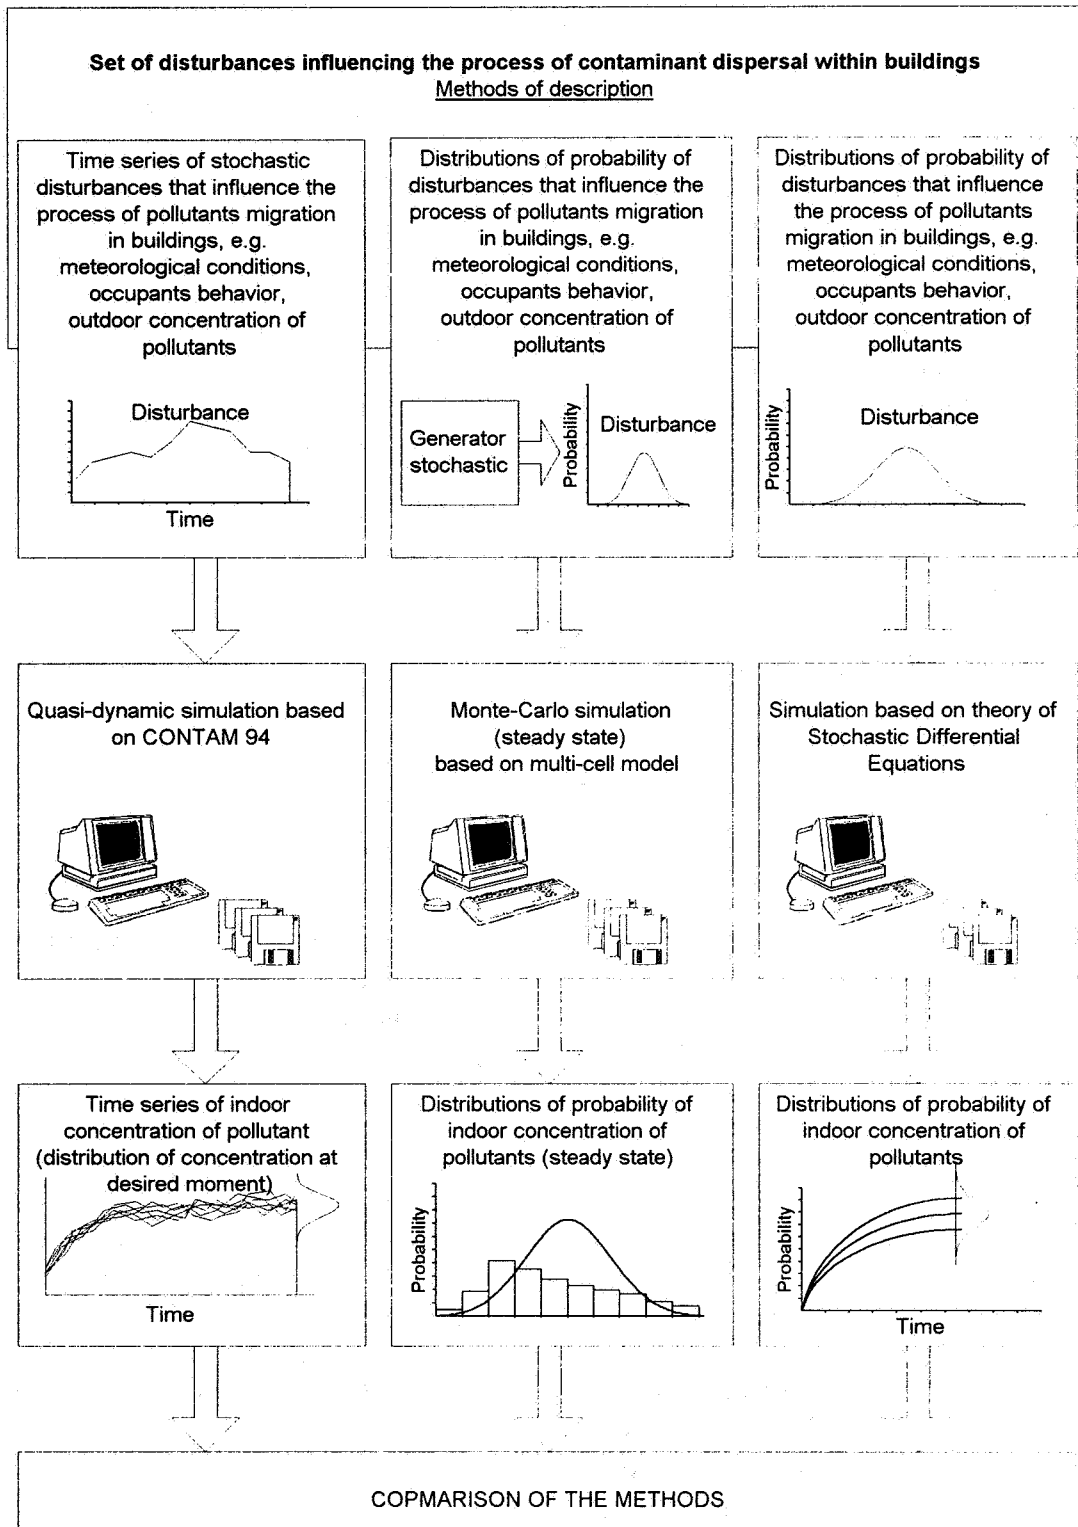 Set of disturbances influencing the process of contaminant dispersal within buildings
Methods of description
Time series of stochastic
disturbances that influence the
process of pollutants migration
in buildings, e.g.
meteorological conditions,
occupants behavior,
outdoor concentration of
pollutants
Disturbance
Time
Distributions of probability of
disturbances that influence the
process of pollutants migration
in buildings, e.g.
meteorological conditions,
occupants behavior,
outdoor concentration of
pollutants
Generator
stochastic
Probability
Disturbance
Distributions of probability of
disturbances that influence
the process of pollutants
migration in buildings, e.g.
meteorological conditions,
occupants behavior,
outdoor concentration of
pollutants
Probability
Disturbance
Quasi-dynamic simulation based
on CONTAM 94
Monte-Carlo simulation
(steady state)
based on multi-cell model
Simulation based on theory of
Stochastic Differential
Equations
Time series of indoor
concentration of pollutant
(distribution of concentration at
desired moment)
Time
Distributions of probability of
indoor concentration of
pollutants (steady state)
Probability
Distributions of probability of
indoor concentration of
pollutants
Probability
Time
COPMARISON OF THE METHODS